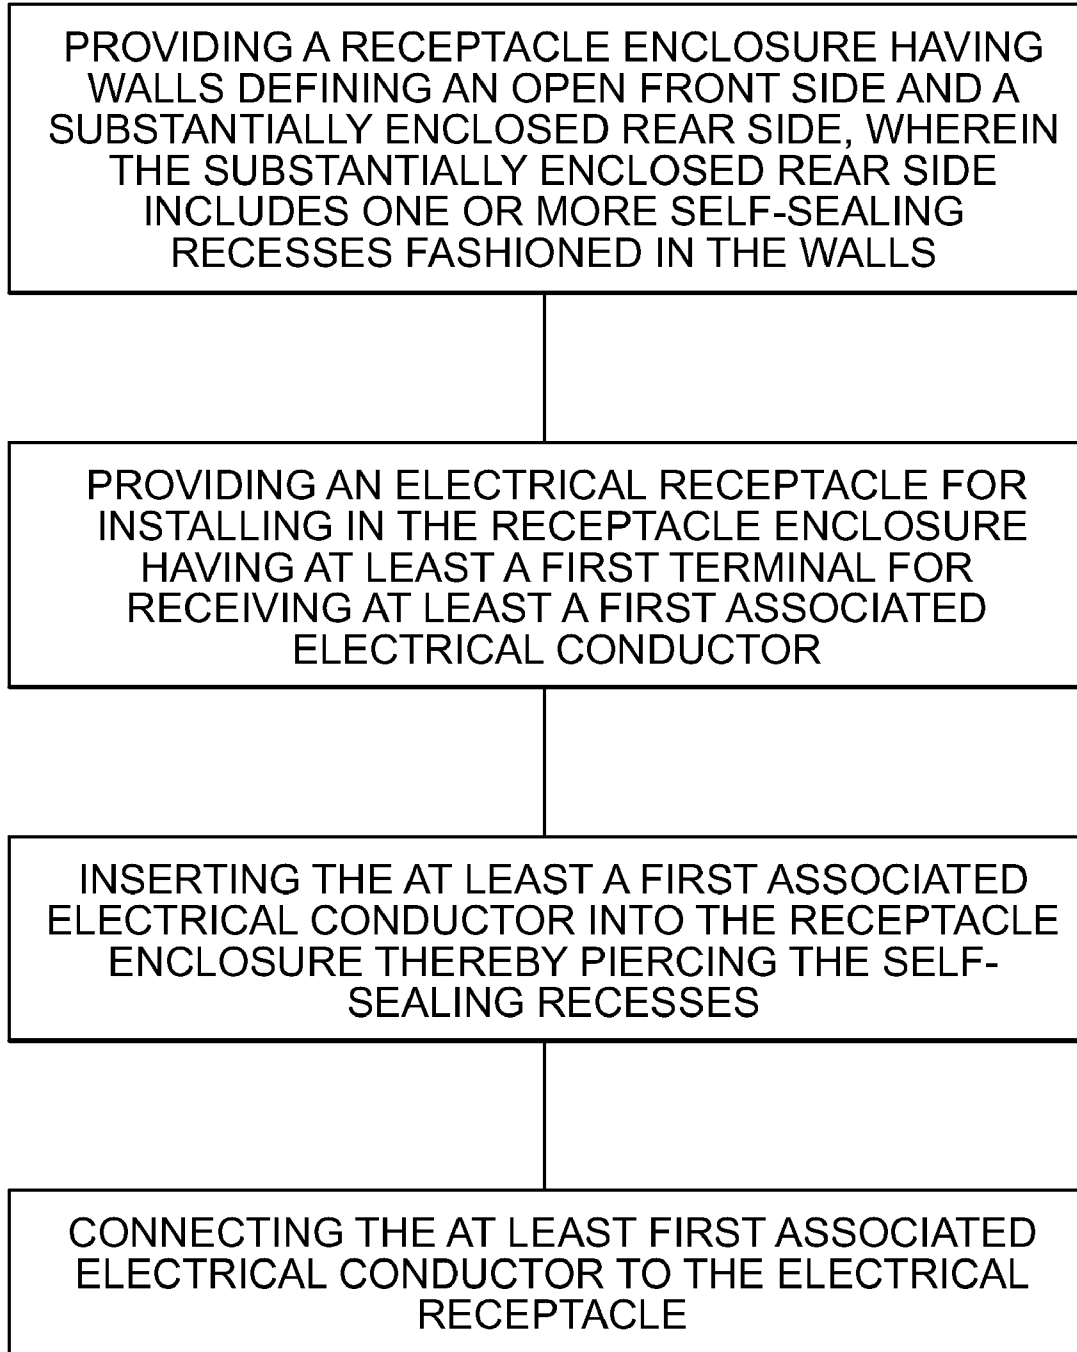 PROVIDING A RECEPTACLE ENCLOSURE HAVING
WALLS DEFINING AN OPEN FRONT SIDE AND A
SUBSTANTIALLY ENCLOSED REAR SIDE, WHEREIN
THE SUBSTANTIALLY ENCLOSED REAR SIDE
INCLUDES ONE OR MORE SELF-SEALING
RECESSES FASHIONED IN THE WALLS
PROVIDING AN ELECTRICAL RECEPTACLE FOR
INSTALLING IN THE RECEPTACLE ENCLOSURE
HAVING AT LEAST A FIRST TERMINAL FOR
RECEIVING AT LEAST A FIRST ASSOCIATED
ELECTRICAL CONDUCTOR
INSERTING THE AT LEAST A FIRST ASSOCIATED
ELECTRICAL CONDUCTOR INTO THE RECEPTACLE
ENCLOSURE THEREBY PIERCING THE SELF-
SEALING RECESSES
CONNECTING THE AT LEAST FIRST ASSOCIATED
ELECTRICAL CONDUCTOR TO THE ELECTRICAL
RECEPTACLE